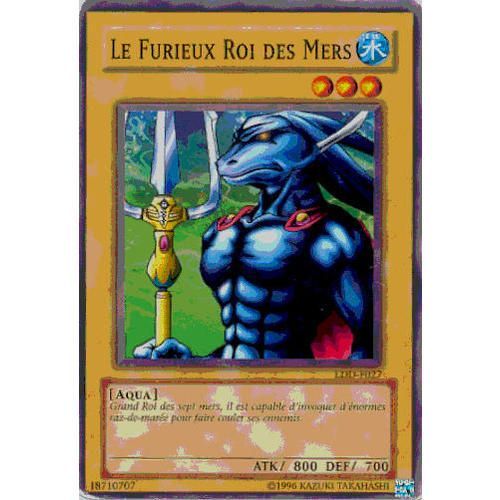 Le Furieux Roi des Mers
水
LDD-F027
[Aqua]
Grand Roi des sept mers, il est capable d'invoquer d'énormes
raz-de-marée pour faire couler ses ennemis.
ATK/ 800 DEF/ 700
18710707
©1996 KAZUKI TAKAHASHI